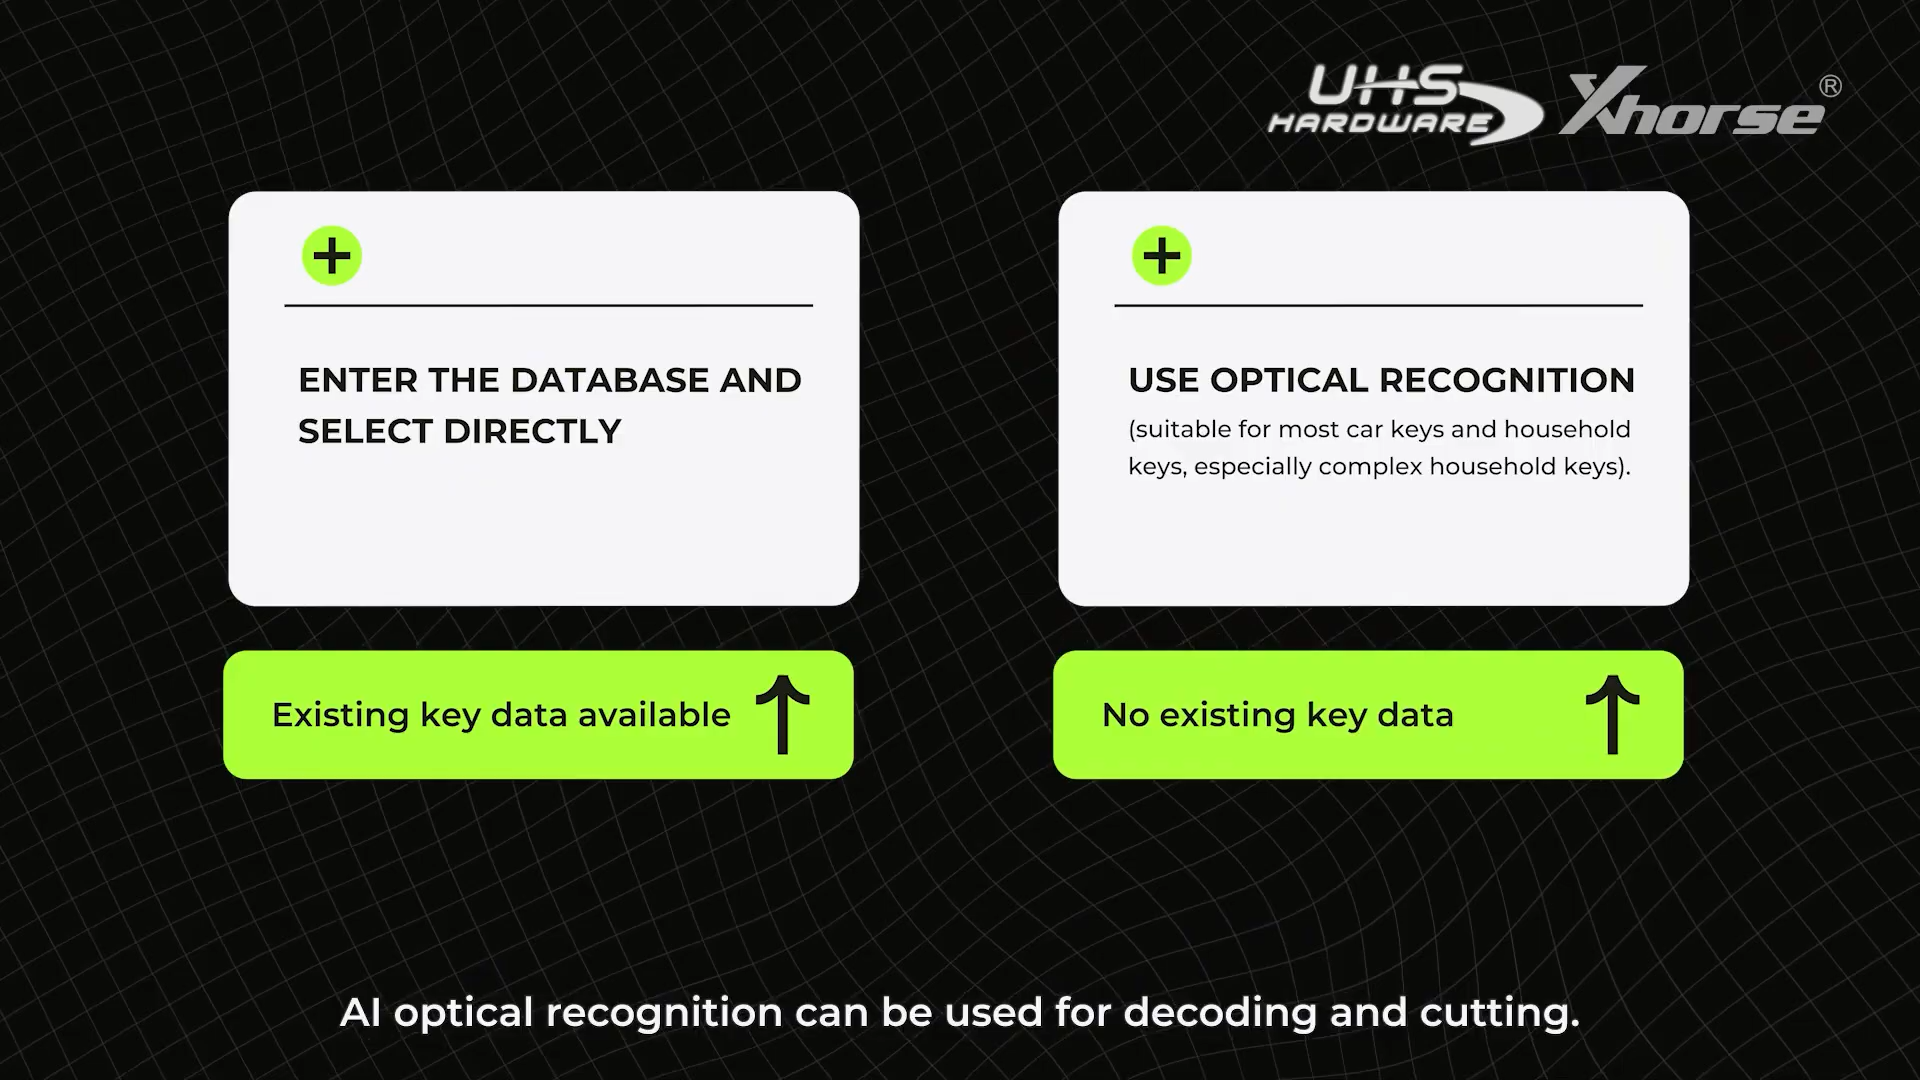 UHS
HARDWARE
Xhorse®
ENTER THE DATABASE AND
SELECT DIRECTLY
USE OPTICAL RECOGNITION
(suitable for most car keys and household
keys, especially complex household keys).
Existing key data available
No existing key data
AI optical recognition can be used for decoding and cutting.